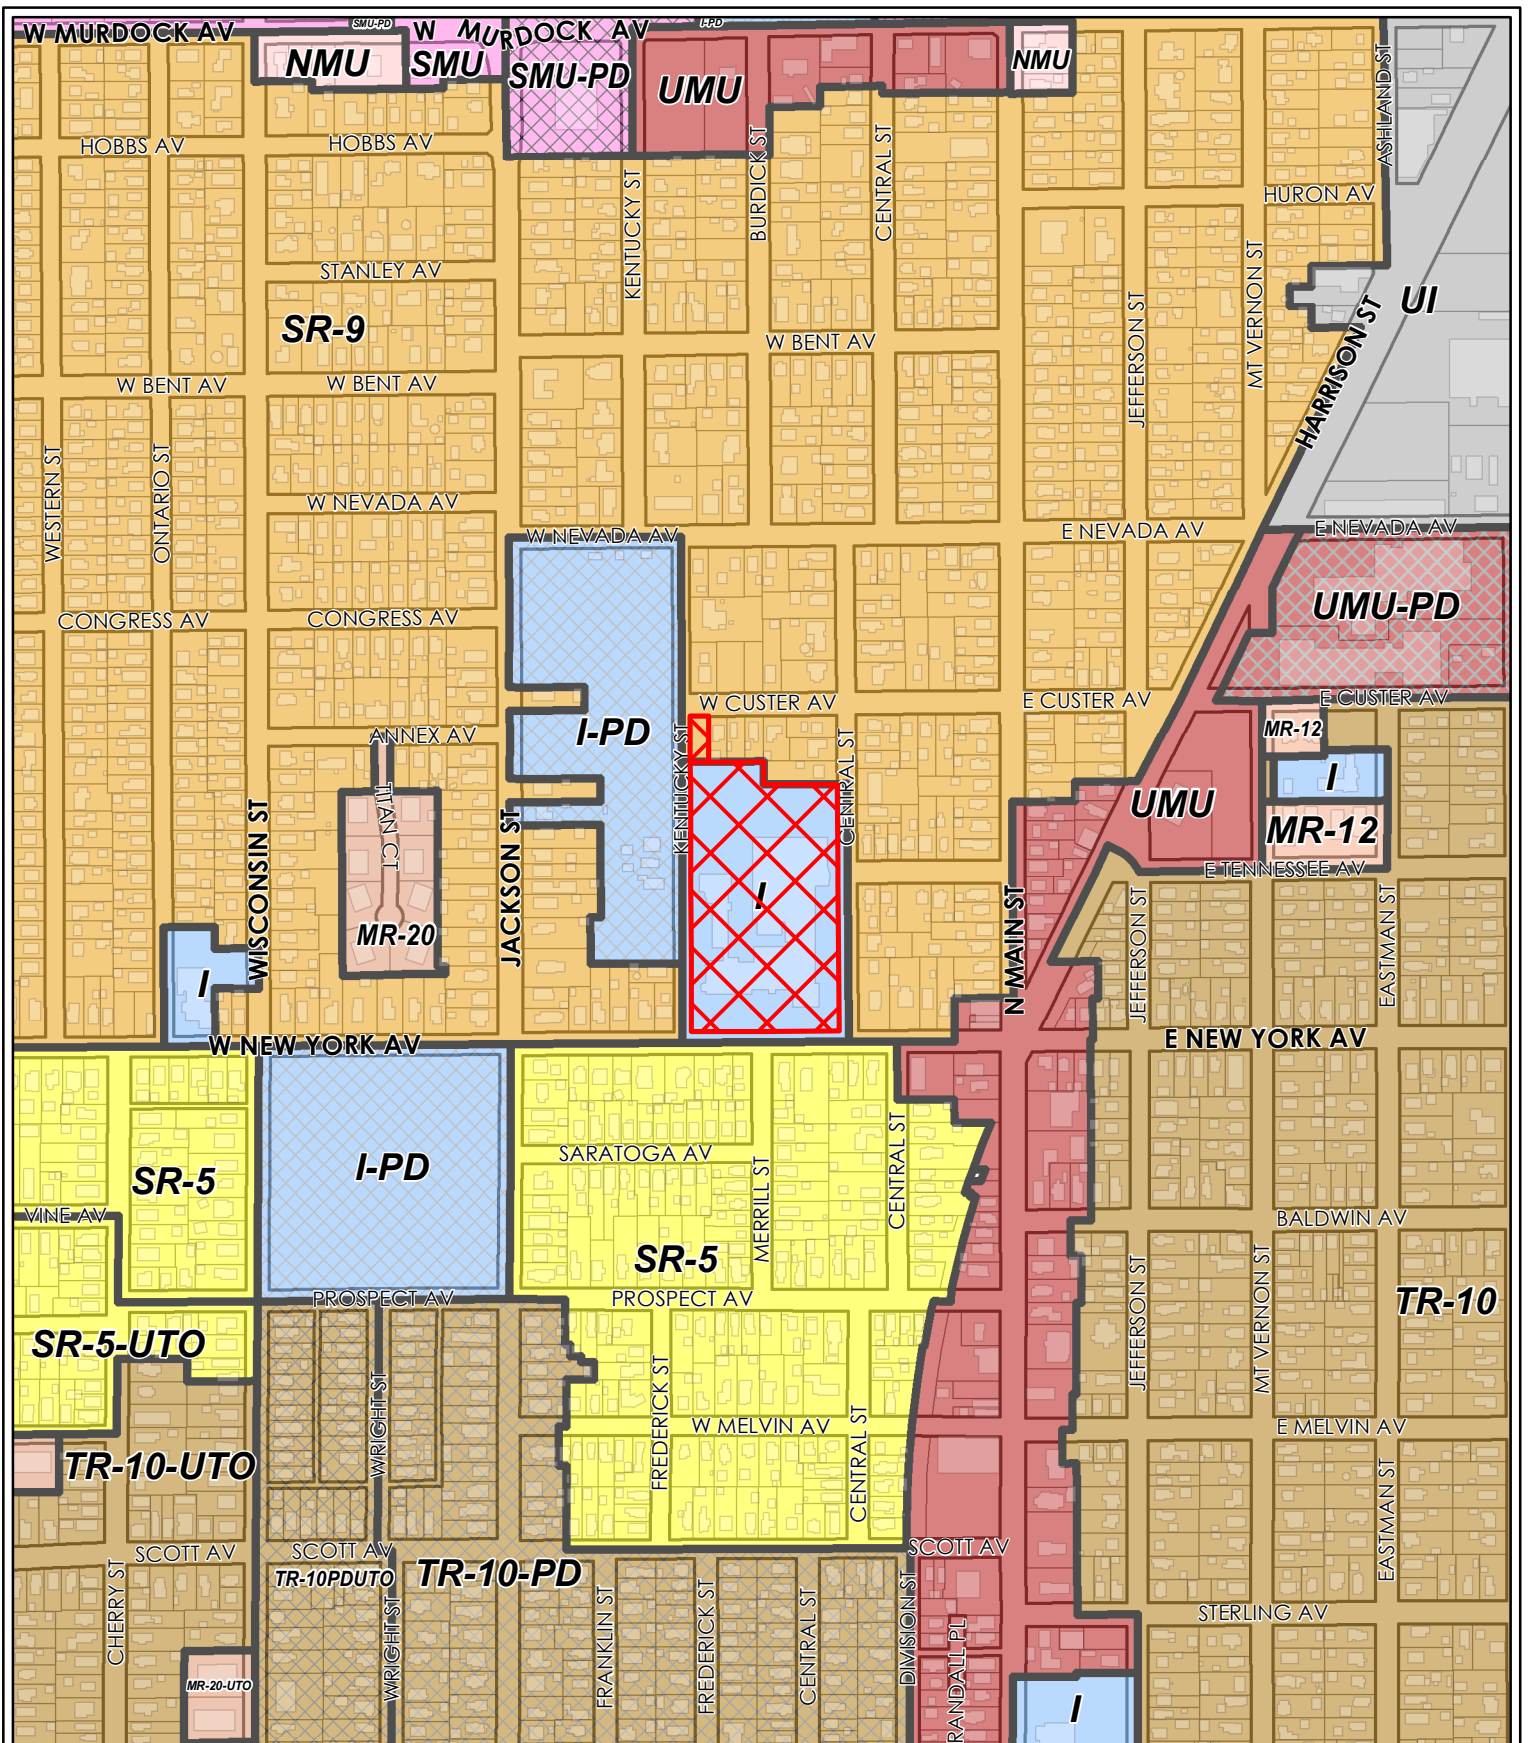 SMU-PD
I-PD
W MURDOCK AV
W MURDOCK AV
NMU
SMU
SMU-PD
UMU
NMU
ASHLAND ST
HOBBS AV
HOBBS AV
KENTUCKY ST
BURDICK ST
CENTRAL ST
HURON AV
STANLEY AV
SR-9
JEFFERSON ST
MT VERNON ST
UI
HARRISON ST
W BENT AV
W BENT AV
W BENT AV
WESTERN ST
ONTARIO ST
W NEVADA AV
W NEVADA AV
E NEVADA AV
E NEVADA AV
CONGRESS AV
CONGRESS AV
UMU-PD
W CUSTER AV
E CUSTER AV
E CUSTER AV
I-PD
ANNEX AV
MR-12
I
TITAN CT
KENTUCKY ST
CENTRAL ST
UMU
MR-12
WISCONSIN ST
JACKSON ST
I
E TENNESSEE AV
MR-20
N MAIN ST
JEFFERSON ST
EASTMAN ST
I
W NEW YORK AV
E NEW YORK AV
SARATOGA AV
CENTRAL ST
I-PD
SR-5
MERRILL ST
VINE AV
BALDWIN AV
SR-5
PROSPECT AV
PROSPECT AV
JEFFERSON ST
MT VERNON ST
TR-10
SR-5-UTO
FREDERICK ST
WRIGHT ST
W MELVIN AV
E MELVIN AV
CENTRAL ST
TR-10-UTO
EASTMAN ST
SCOTT AV
SCOTT AV
SCOTT AV
TR-10PDUTO
TR-10-PD
CHERRY ST
WRIGHT ST
FRANKLIN ST
FREDERICK ST
CENTRAL ST
DIVISION ST
RANDALL PL
STERLING AV
MR-20-UTO
I